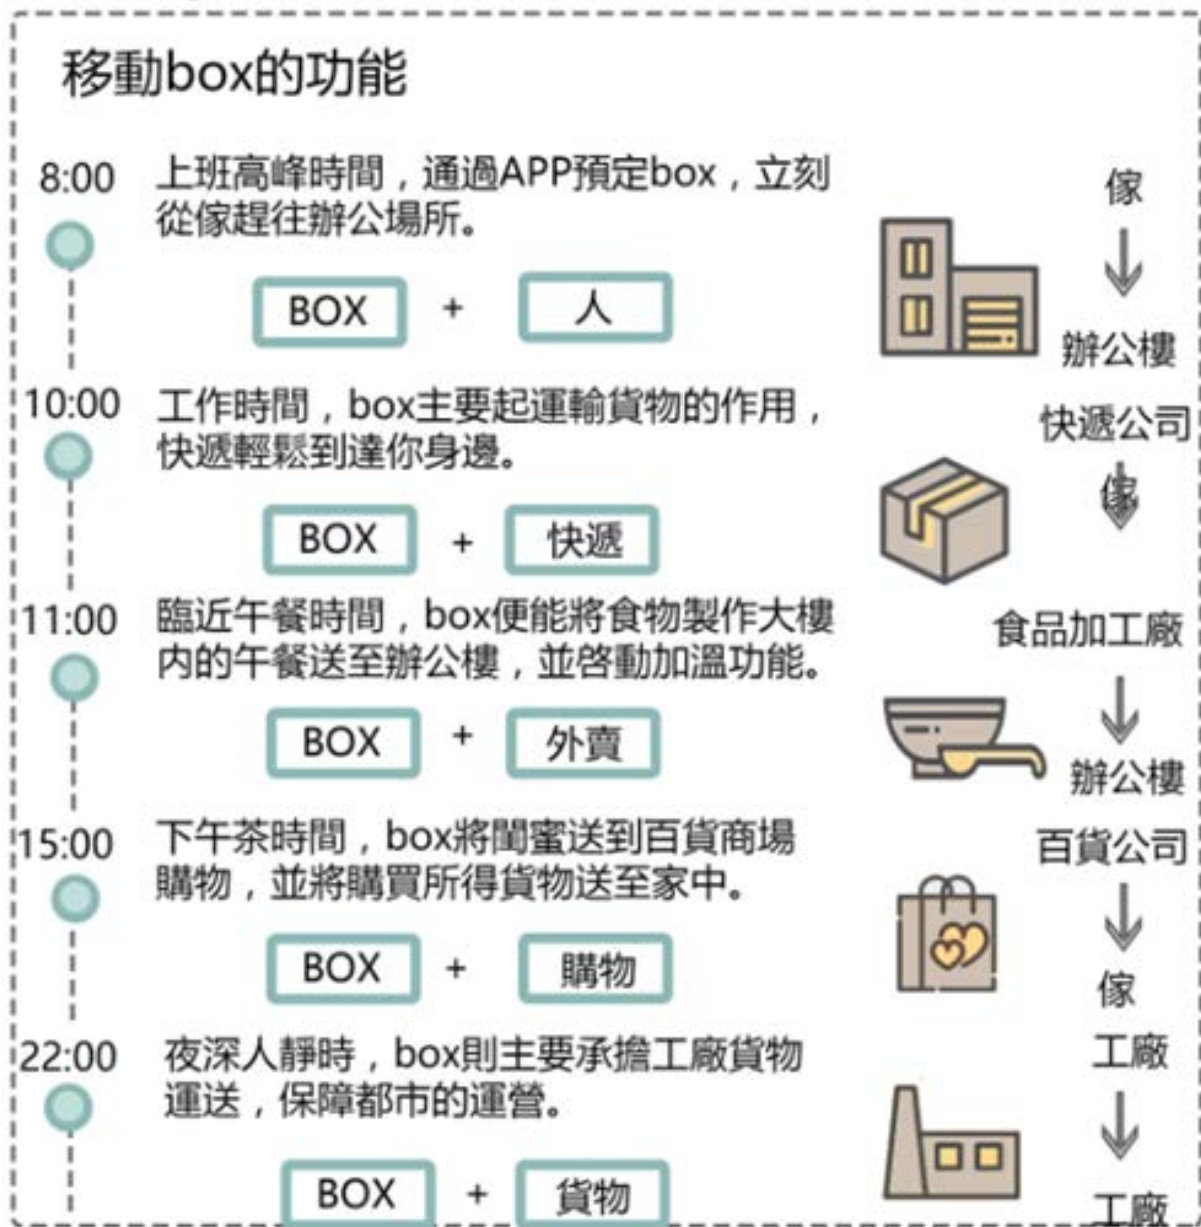 移動box的功能
8:00
上班高峰時間，通過APP預定box，立刻
從傢趕往辦公場所。
BOX + 人
傢
辦公樓
10:00
工作時間，box主要起運輸貨物的作用，
快遞輕鬆到達你身邊。
BOX + 快遞
快遞公司
傢
11:00
臨近午餐時間，box便能將食物製作大樓
内的午餐送至辦公樓，並啓動加溫功能。
BOX + 外賣
食品加工廠
辦公樓
15:00
下午茶時間，box將閨蜜送到百貨商場
購物，並將購買所得貨物送至家中。
BOX + 購物
百貨公司
傢
22:00
夜深人靜時，box則主要承擔工廠貨物
運送，保障都市的運營。
BOX + 貨物
工廠
工廠